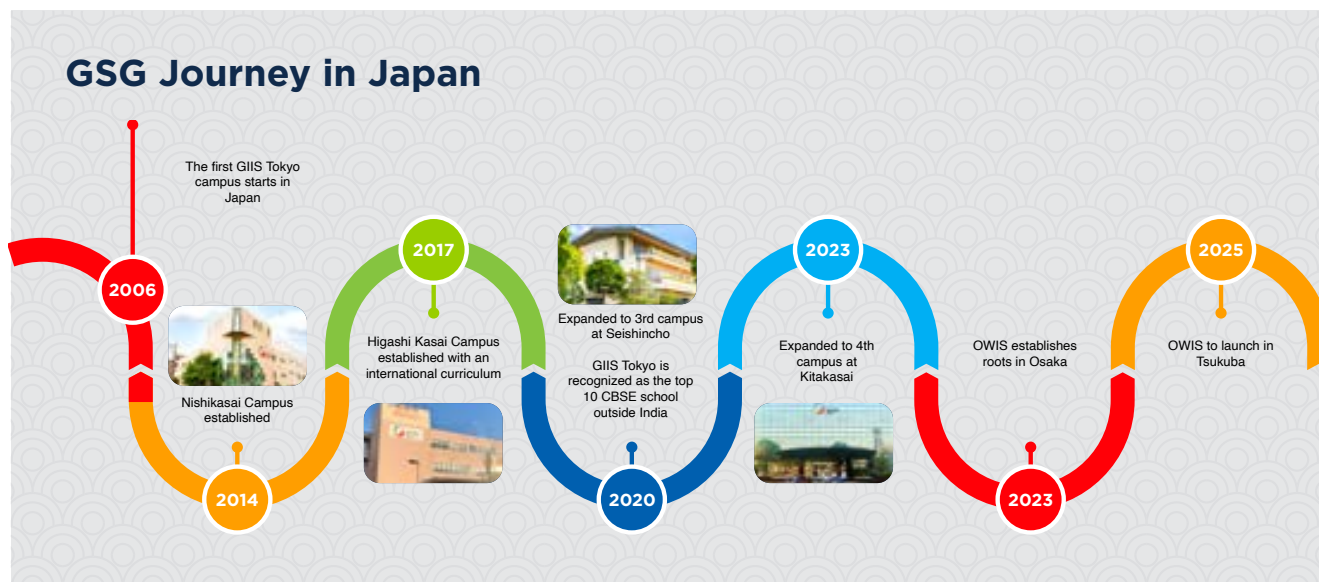 GSG Journey in Japan
The first GIIS Tokyo
campus starts in
Japan
2006
Nishikasai Campus
established
2014
2017
Higashi Kasai Campus
established with an
international curriculum
Expanded to 3rd campus
at Seishincho
GIIS Tokyo is
recognized as the top
10 CBSE school
outside India
2020
2023
Expanded to 4th
campus at
Kitakasai
OWIS establishes
roots in Osaka
2023
2025
OWIS to launch in
Tsukuba